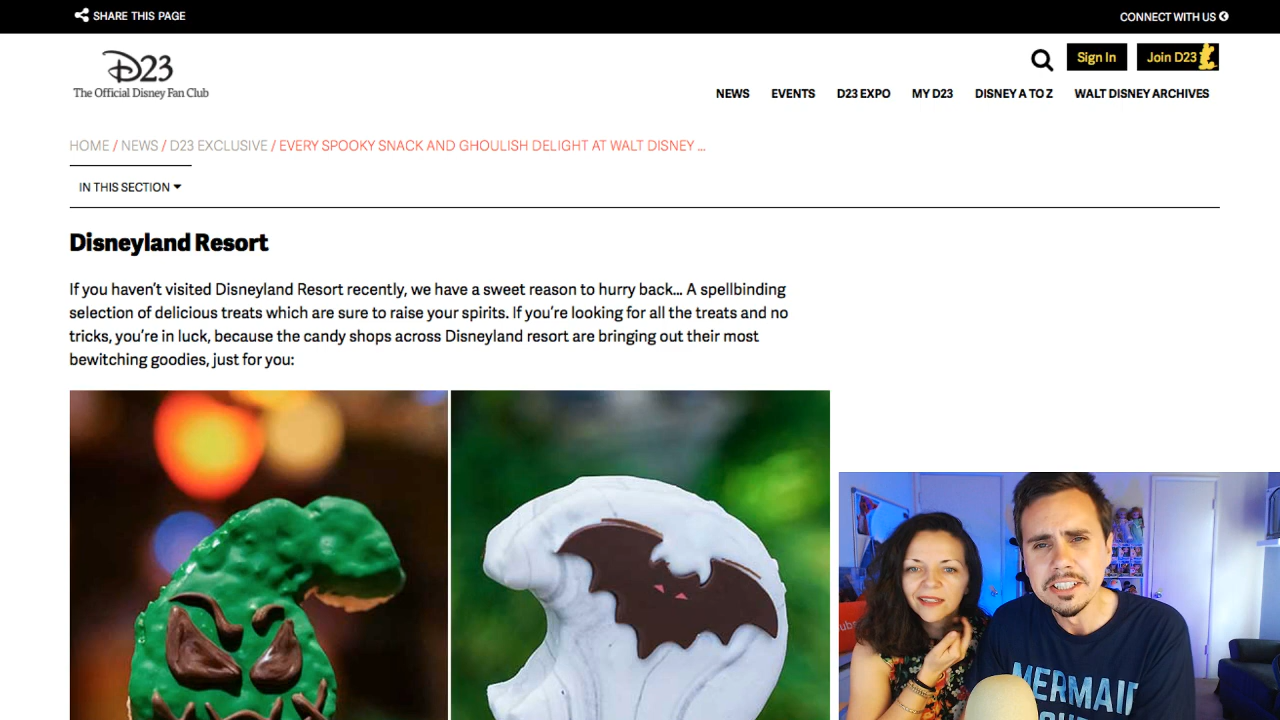 SHARE THIS PAGE
CONNECT WITH US
D23
The Official Disney Fan Club
Sign In
Join D23
NEWS
EVENTS
D23 EXPO
MY D23
DISNEY A TO Z
WALT DISNEY ARCHIVES
HOME / NEWS / D23 EXCLUSIVE / EVERY SPOOKY SNACK AND GHOULISH DELIGHT AT WALT DISNEY ...
IN THIS SECTION
Disneyland Resort
If you haven't visited Disneyland Resort recently, we have a sweet reason to hurry back... A spellbinding
selection of delicious treats which are sure to raise your spirits. If you're looking for all the treats and no
tricks, you're in luck, because the candy shops across Disneyland resort are bringing out their most
bewitching goodies, just for you:
MERMAID